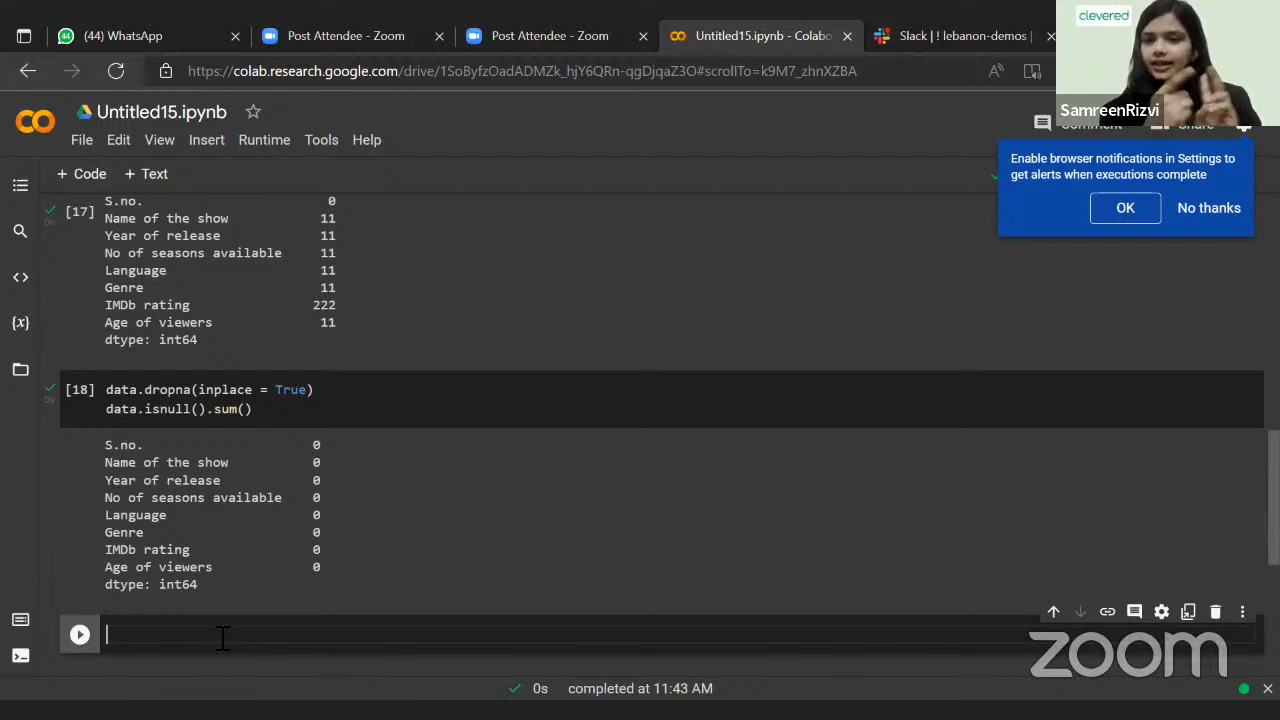 (44) WhatsApp
Post Attendee - Zoom
Post Attendee - Zoom
Untitled15.ipynb - Colabo
Slack | ! lebanon-demos |
clevered
https://colab.research.google.com/drive/1SoByfzOadADMZk_hjY6QRn-qgDjqaZ3O#scrollTo=k9M7_zhnXZBA
SamreenRizvi
Untitled15.ipynb
File Edit View Insert Runtime Tools Help
Comment Share
Enable browser notifications in Settings to
get alerts when executions complete
OK No thanks
+ Code + Text
[17]
S.no. 0
Name of the show 11
Year of release 11
No of seasons available 11
Language 11
Genre 11
IMDb rating 222
Age of viewers 11
dtype: int64
[18] data.dropna(inplace = True)
data.isnull().sum()
S.no. 0
Name of the show 0
Year of release 0
No of seasons available 0
Language 0
Genre 0
IMDb rating 0
Age of viewers 0
dtype: int64
zoom
0s completed at 11:43 AM